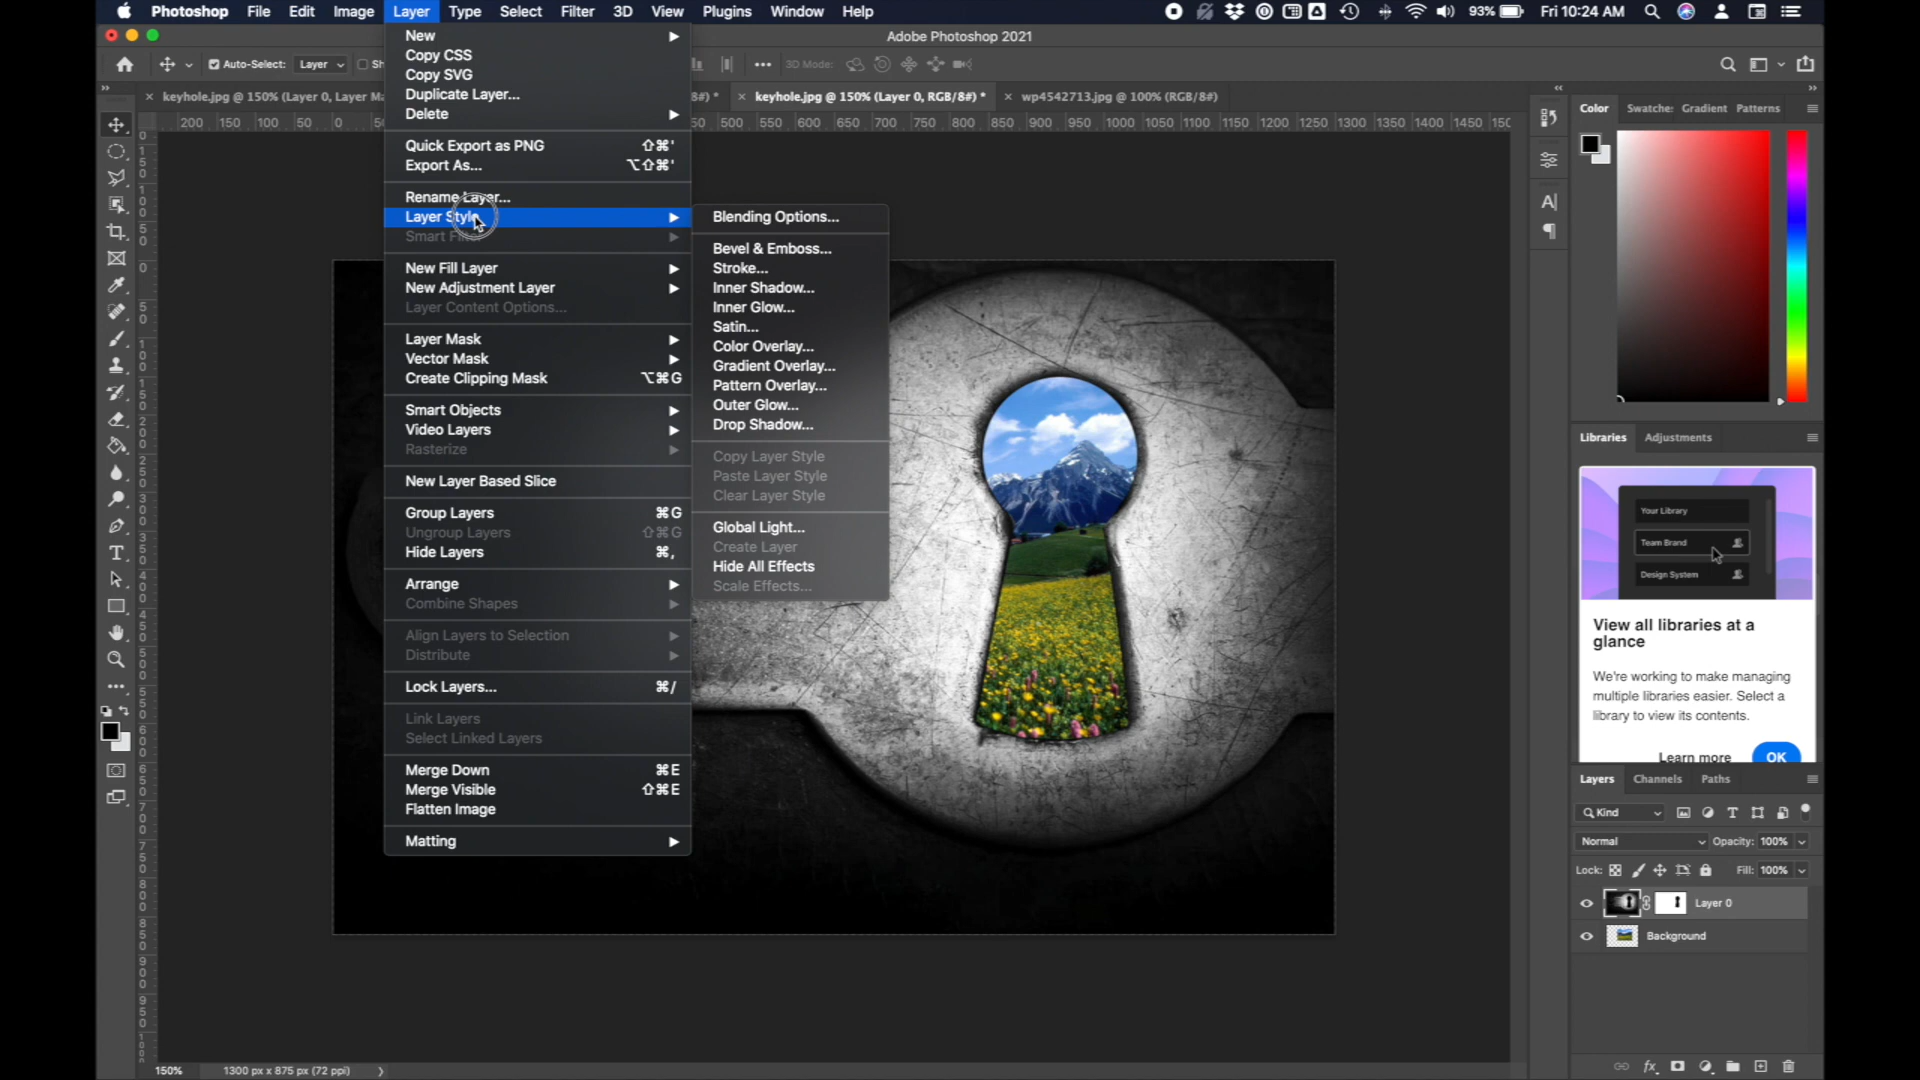 Photoshop File Edit Image Layer Type Select Filter 3D View Plugins Window Help 93% Fri 10:24 AM
Adobe Photoshop 2021
Auto-Select: Layer Sh 3D Mode:
keyhole.jpg @ 150% (Layer 0, Layer Ma 8#) * keyhole.jpg @ 150% (Layer 0, RGB/8#) * wp4542713.jpg @ 100% (RGB/8#)
200 150 100 50 0 50 500 550 600 650 700 750 800 850 900 950 1000 1050 1100 1150 1200 1250 1300 1350 1400 1450
New
Copy CSS
Copy SVG
Duplicate Layer...
Delete
Quick Export as PNG ⇧⌘'
Export As... ⌥⇧⌘'
Rename Layer...
Layer Style
Smart Filter
New Fill Layer
New Adjustment Layer
Layer Content Options...
Layer Mask
Vector Mask
Create Clipping Mask ⌥⌘G
Smart Objects
Video Layers
Rasterize
New Layer Based Slice
Group Layers ⌘G
Ungroup Layers ⇧⌘G
Hide Layers ⌘,
Arrange
Combine Shapes
Align Layers to Selection
Distribute
Lock Layers... ⌘/
Link Layers
Select Linked Layers
Merge Down ⌘E
Merge Visible ⇧⌘E
Flatten Image
Matting
Blending Options...
Bevel & Emboss...
Stroke...
Inner Shadow...
Inner Glow...
Satin...
Color Overlay...
Gradient Overlay...
Pattern Overlay...
Outer Glow...
Drop Shadow...
Copy Layer Style
Paste Layer Style
Clear Layer Style
Global Light...
Create Layer
Hide All Effects
Scale Effects...
Color Swatche: Gradient Patterns
Libraries Adjustments
Your Library
Team Brand
Design System
View all libraries at a
glance
We're working to make managing
multiple libraries easier. Select a
library to view its contents.
Learn more OK
Layers Channels Paths
Kind
Normal Opacity: 100%
Lock: Fill: 100%
Layer 0
Background
150% 1300 px x 875 px (72 ppi)